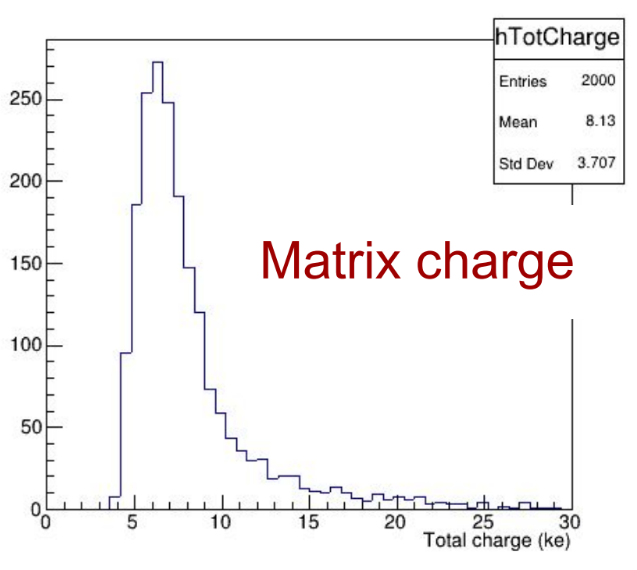 hTotCharge
Entries 2000
Mean 8.13
Std Dev 3.707
250
200
150
100
50
0
Matrix charge
0 5 10 15 20 25 30
Total charge (ke)